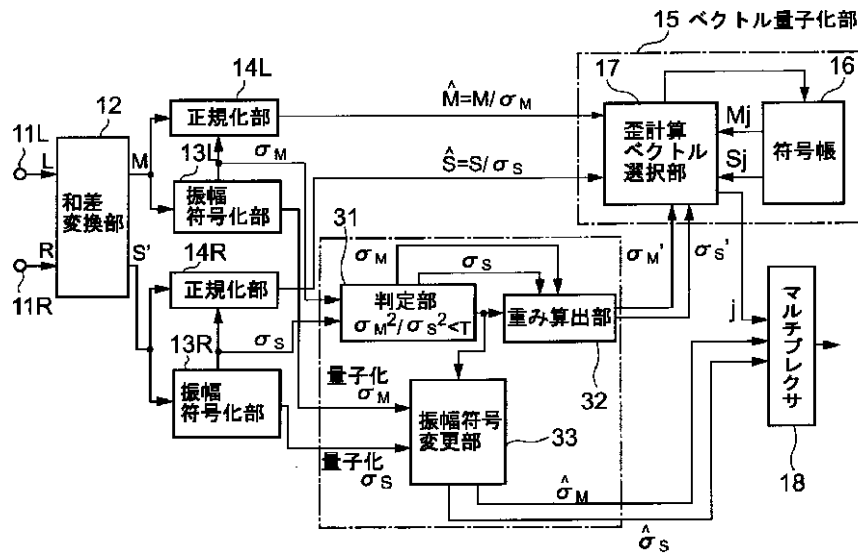 15 ベクトル量子化部
17
16
14L
12
正規化部
M̂=M/σM
Mj
11L
L
M
13L
σM
歪計算
ベクトル
選択部
符号帳
Sj
和差
変換部
振幅
符号化部
Ŝ=S/σS
R
S'
31
σM
σS
σM'
σS'
11R
14R
正規化部
判定部
σM²/σS²<T
重み算出部
j
マルチプレクサ
13R
σS
振幅
符号化部
量子化
σM
32
振幅符号
変更部
33
量子化
σS
σ̂M
18
σ̂S